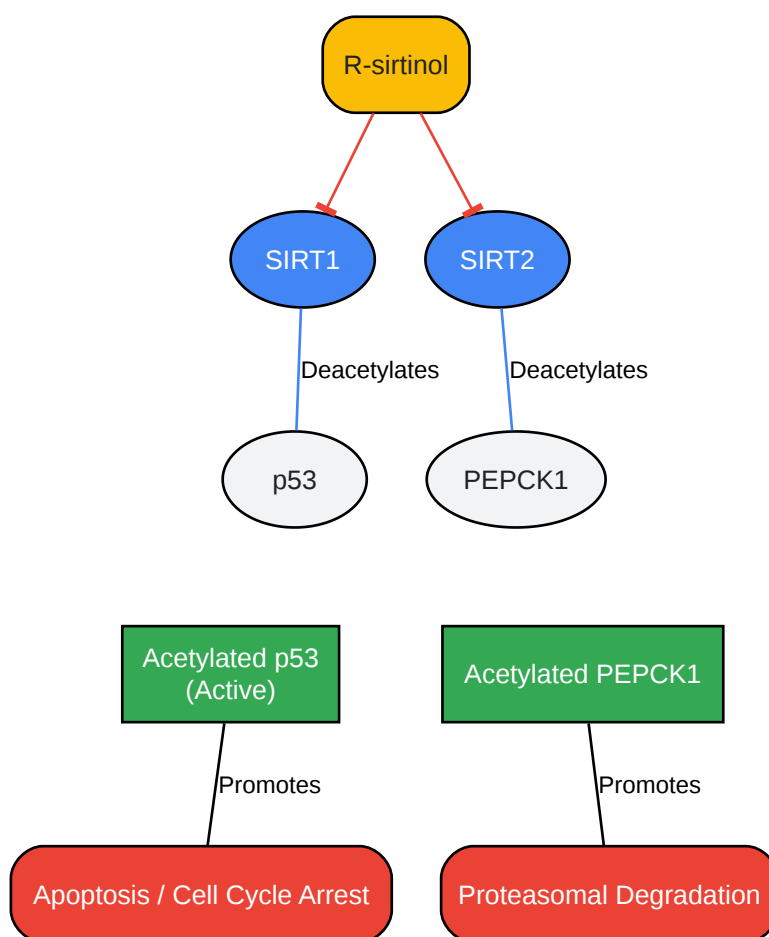 R-sirtinol
SIRT1
SIRT2
Deacetylates
Deacetylates
p53
PEPCK1
Acetylated p53
(Active)
Acetylated PEPCK1
Promotes
Promotes
Apoptosis / Cell Cycle Arrest
Proteasomal Degradation